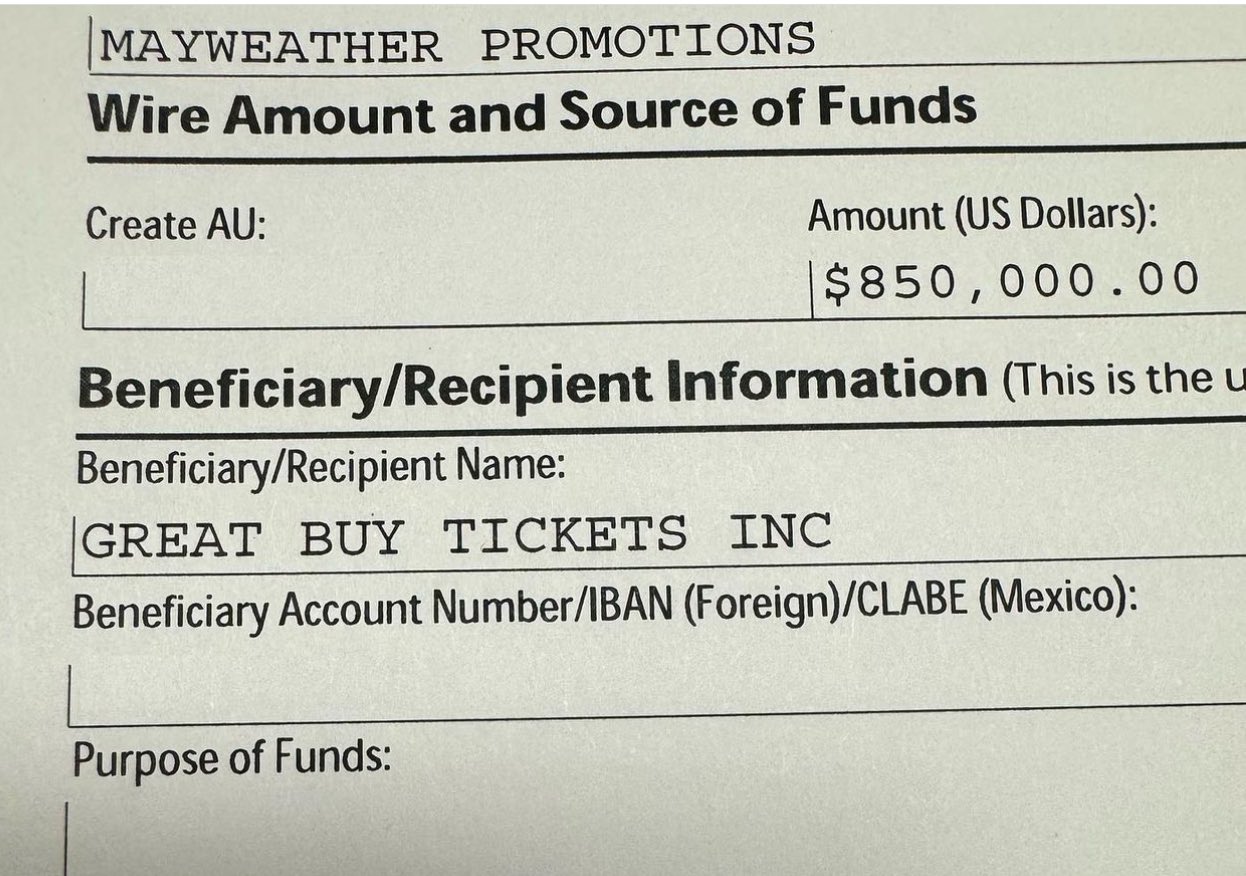 MAYWEATHER PROMOTIONS
Wire Amount and Source of Funds
Create AU:
Amount (US Dollars):
$850,000.00
Beneficiary/Recipient Information (This is the
Beneficiary/Recipient Name:
GREAT BUY TICKETS INC
Beneficiary Account Number/IBAN (Foreign)/CLABE (Mexico):
Purpose of Funds: